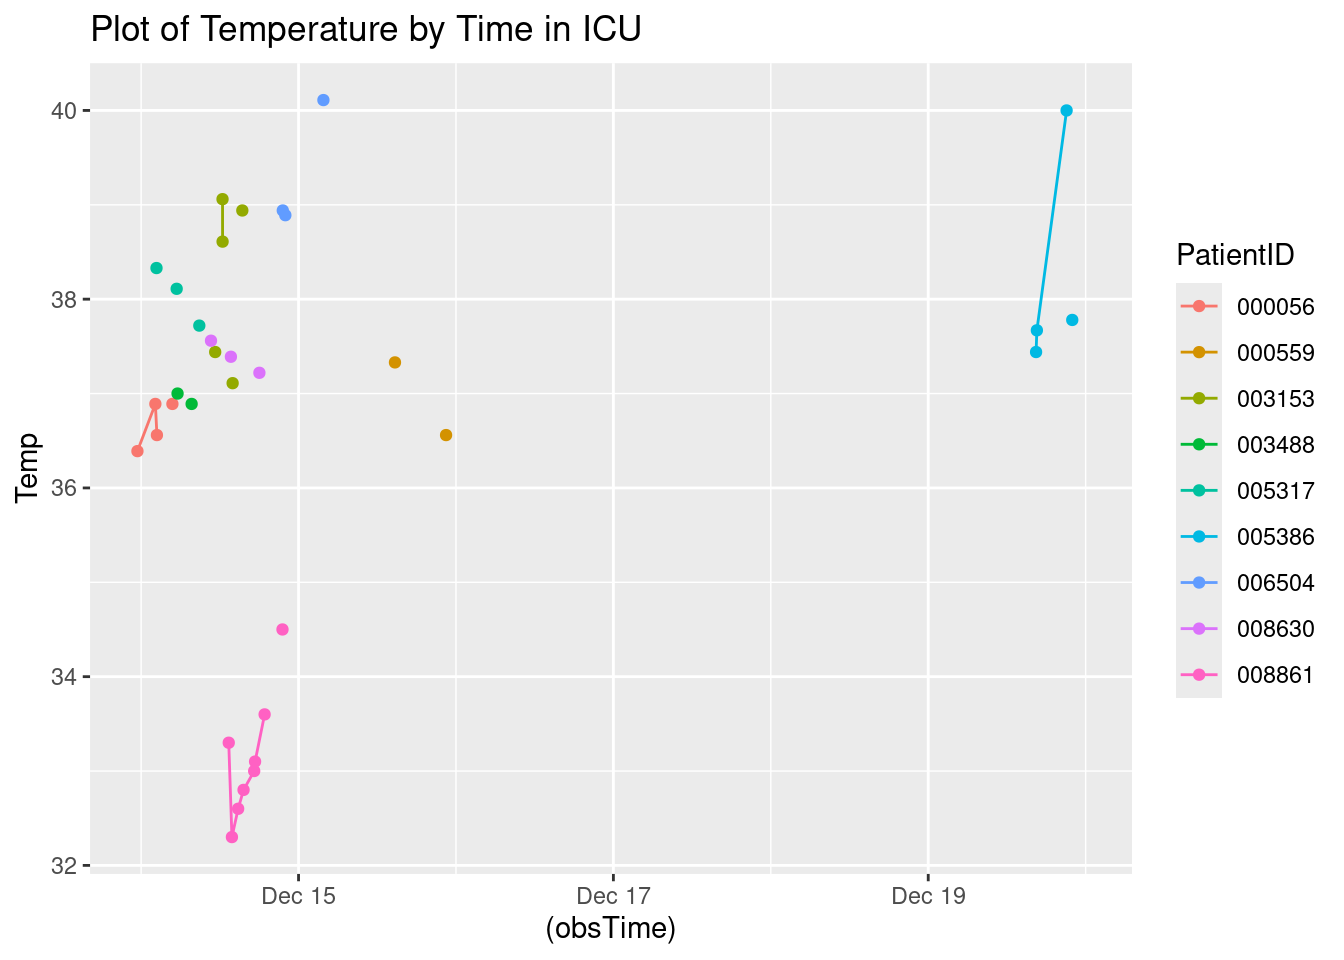 Plot of Temperature by Time in ICU
Temp
40
38
36
34
32
Dec 15
Dec 17
Dec 19
(obsTime)
PatientID
000056
000559
003153
003488
005317
005386
006504
008630
008861